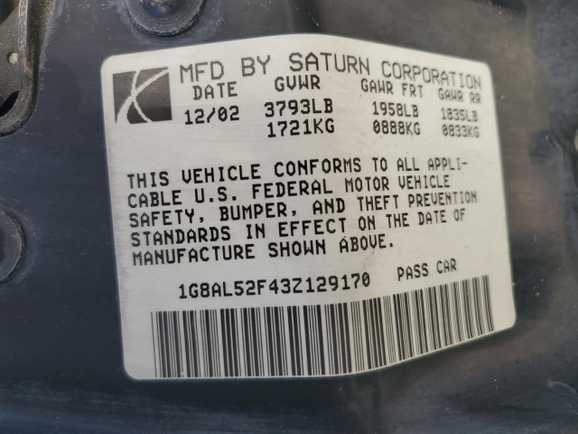 MFD BY SATURN CORPORATION
DATE GVWR GAWR FRT GAWR RR
12/02 3793LB 1958LB 1835LB
1721KG 0888KG 0833KG
THIS VEHICLE CONFORMS TO ALL APPLI-
CABLE U.S. FEDERAL MOTOR VEHICLE
SAFETY, BUMPER, AND THEFT PREVENTION
STANDARDS IN EFFECT ON THE DATE OF
MANUFACTURE SHOWN ABOVE.
1G8AL52F43Z129170 PASS CAR